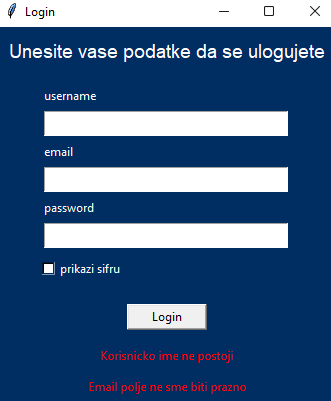 Login
Unesite vase podatke da se ulogujete
username
email
password
prikazi sifru
Login
Korisnicko ime ne postoji
Email polje ne sme biti prazno